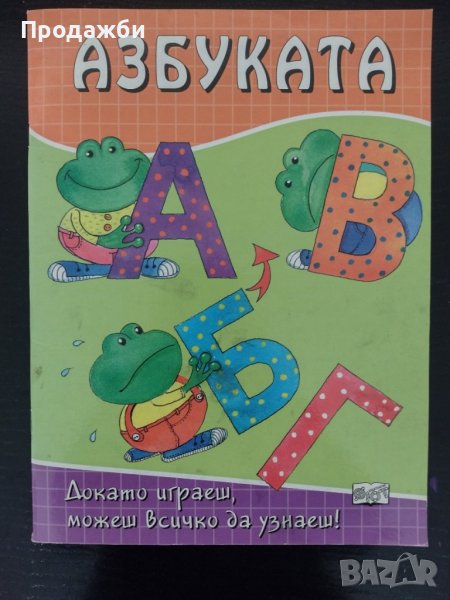 Продажби
АЗБУКАТА
А
В
Б
Г
Докато играеш,
можеш всичко да узнаеш!
BAZAR